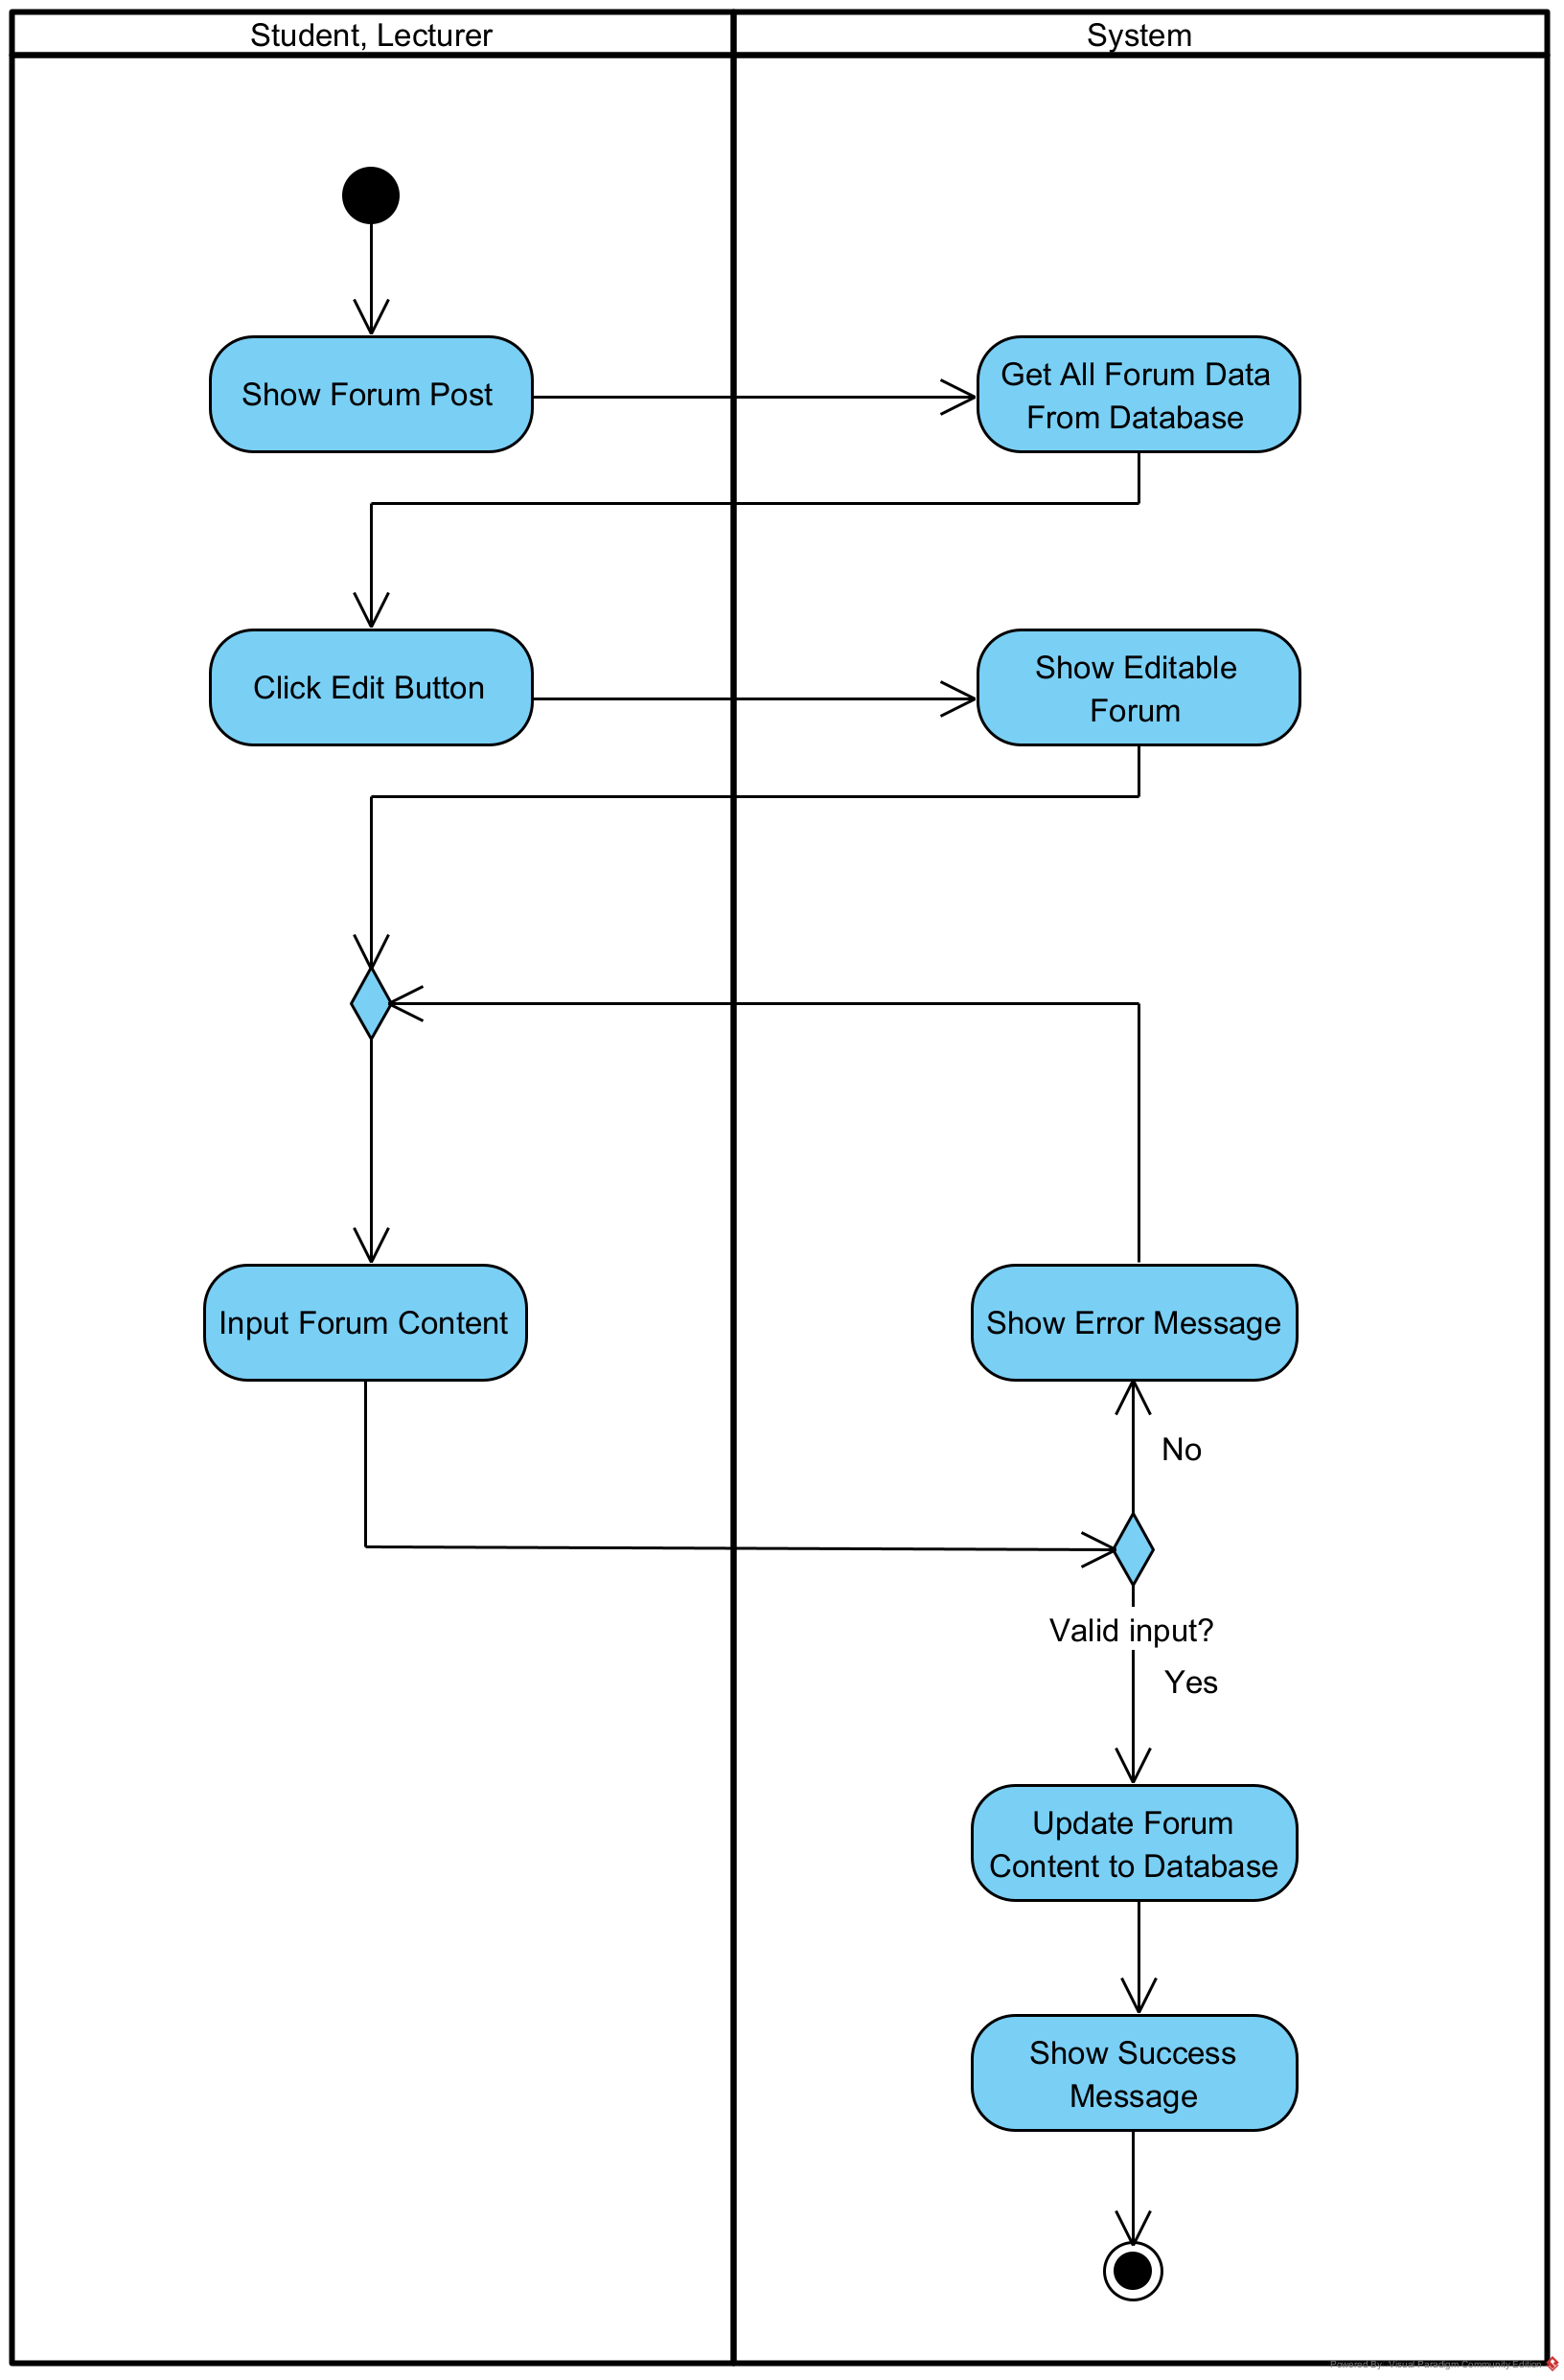 Student, Lecturer
System
Show Forum Post
Get All Forum Data
From Database
Click Edit Button
Show Editable
Forum
Input Forum Content
Show Error Message
No
Valid input?
Yes
Update Forum
Content to Database
Show Success
Message
Powered By: Visual Paradigm Community Edition